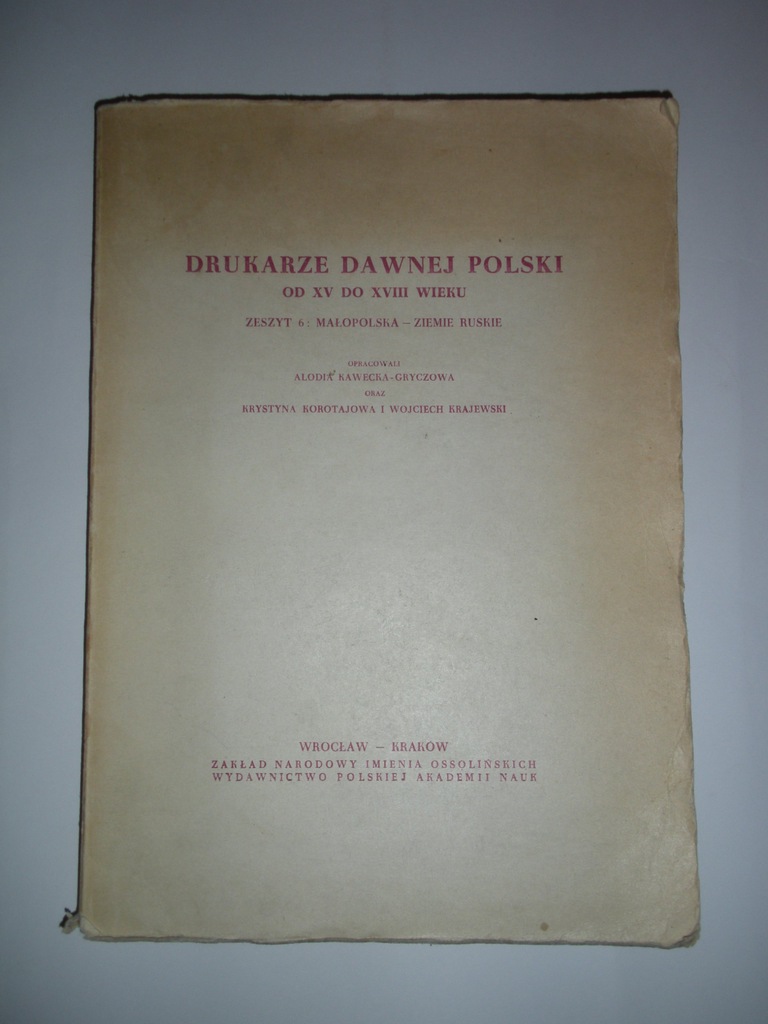 DRUKARZE DAWNEJ POLSKI
OD XV DO XVIII WIEKU
ZESZYT 6: MAŁOPOLSKA – ZIEMIE RUSKIE
OPRACOWALI
ALODIA KAWECKA-GRYCZOWA
ORAZ
KRYSTYNA KOROTAJOWA I WOJCIECH KRAJEWSKI
WROCŁAW – KRAKÓW
ZAKŁAD NARODOWY IMIENIA OSSOLIŃSKICH
WYDAWNICTWO POLSKIEJ AKADEMII NAUK